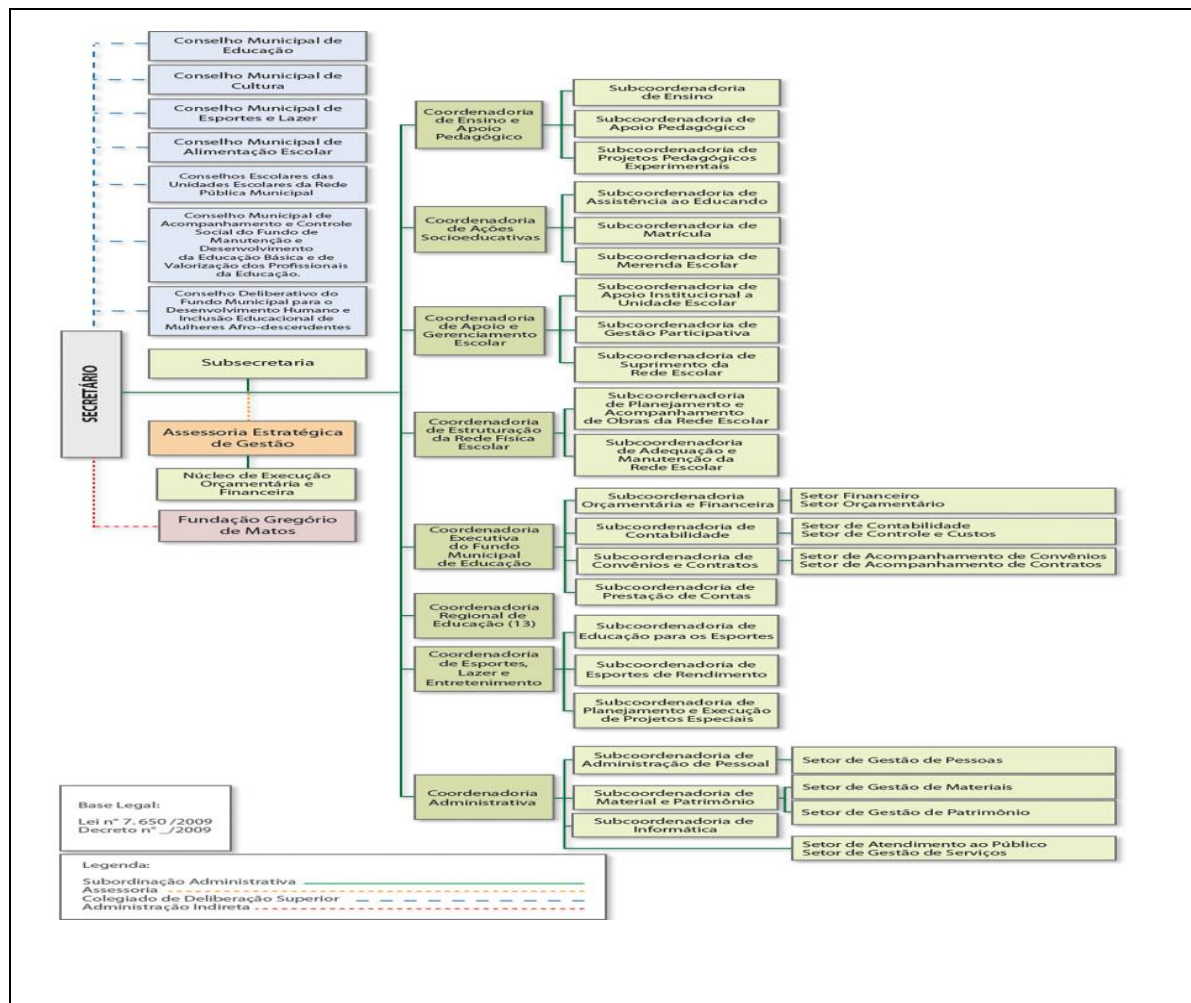 Conselho Municipal de
Educação
Conselho Municipal de
Cultura
Conselho Municipal de
Esportes e Lazer
Conselho Municipal de
Alimentação Escolar
Conselhos Escolares das
Unidades Escolares da Rede
Pública Municipal
Conselho Municipal de
Acompanhamento e Controle
Social do Fundo de
Manutenção e
Desenvolvimento
da Educação Básica e de
Valorização dos Profissionais
da Educação.
Conselho Deliberativo do
Fundo Municipal para o
Desenvolvimento Humano e
Inclusão Educacional de
Mulheres Afro-descendentes
SECRETÁRIO
Subsecretaria
Assessoria Estratégica
de Gestão
Núcleo de Execução
Orçamentária e
Financeira
Fundação Gregório
de Matos
Coordenadoria
de Ensino e
Apoio
Pedagógico
Subcoordenadoria
de Ensino
Subcoordenadoria de
Apoio Pedagógico
Subcoordenadoria de
Projetos Pedagógicos
Experimentais
Coordenadoria
de Ações
Socioeducativas
Subcoordenadoria de
Assistência ao Educando
Subcoordenadoria de
Matrícula
Subcoordenadoria de
Merenda Escolar
Coordenadoria
de Apoio e
Gerenciamento
Escolar
Subcoordenadoria de
Apoio Institucional a
Unidade Escolar
Subcoordenadoria de
Gestão Participativa
Subcoordenadoria de
Suprimento da
Rede Escolar
Coordenadoria
de Estruturação
da Rede Física
Escolar
Subcoordenadoria
de Planejamento e
Acompanhamento
de Obras da Rede Escolar
Subcoordenadoria
de Adequação e
Manutenção da
Rede Escolar
Coordenadoria
Executiva
do Fundo
Municipal
de Educação
Subcoordenadoria
Orçamentária e Financeira
Setor Financeiro
Setor Orçamentário
Subcoordenadoria de
Contabilidade
Setor de Contabilidade
Setor de Controle e Custos
Subcoordenadoria de
Convênios e Contratos
Setor de Acompanhamento de Convênios
Setor de Acompanhamento de Contratos
Subcoordenadoria de
Prestação de Contas
Coordenadoria
Regional de
Educação (13)
Coordenadoria
de Esportes,
Lazer e
Entretenimento
Subcoordenadoria de
Educação para os Esportes
Subcoordenadoria de
Esportes de Rendimento
Subcoordenadoria de
Planejamento e Execução
de Projetos Especiais
Coordenadoria
Administrativa
Subcoordenadoria de
Administração de Pessoal
Setor de Gestão de Pessoas
Subcoordenadoria de
Material e Patrimônio
Setor de Gestão de Materiais
Setor de Gestão de Patrimônio
Subcoordenadoria de
Informática
Setor de Atendimento ao Público
Setor de Gestão de Serviços
Base Legal:
Lei n° 7. 650 /2009
Decreto n° _/2009
Legenda:
Subordinação Administrativa
Assessoria
Colegiado de Deliberação Superior
Administração Indireta